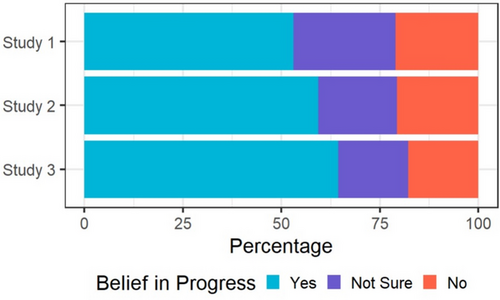 Study 1
Study 2
Study 3
0 25 50 75 100
Percentage
Belief in Progress Yes Not Sure No